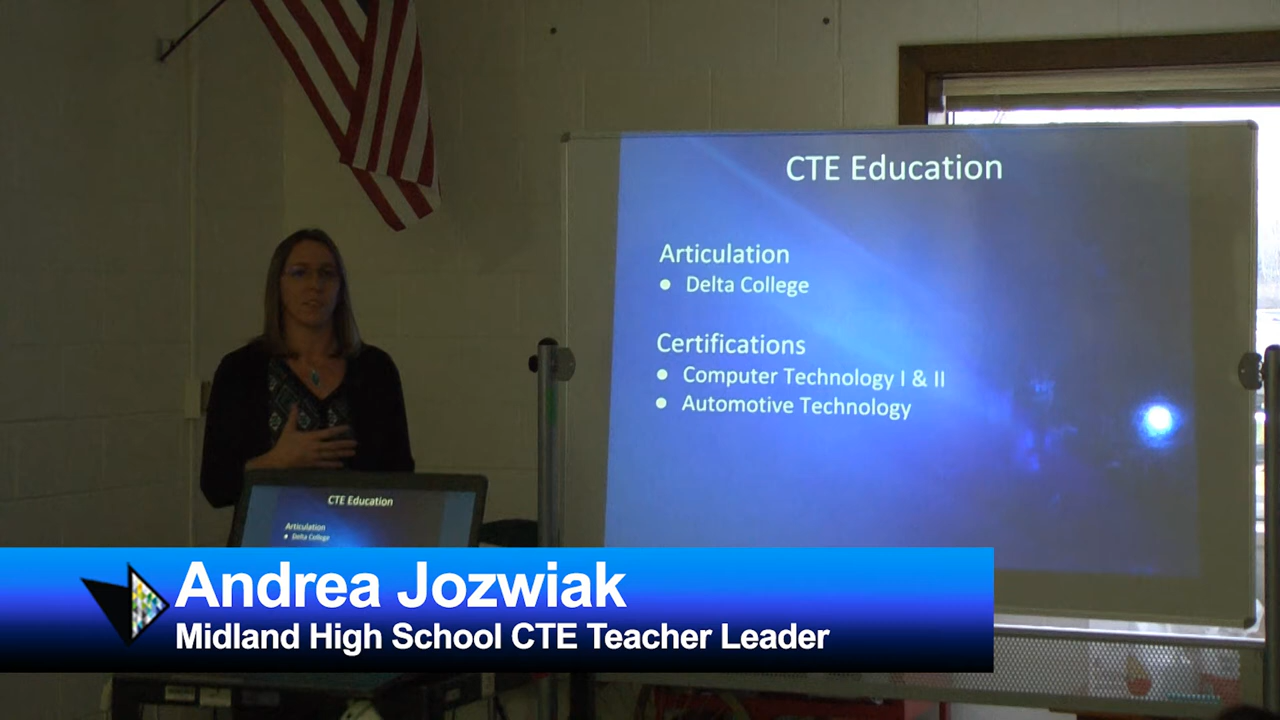 CTE Education
Articulation
● Delta College
Certifications
● Computer Technology I & II
● Automotive Technology
CTE Education
Articulation
● Delta College
Andrea Jozwiak
Midland High School CTE Teacher Leader